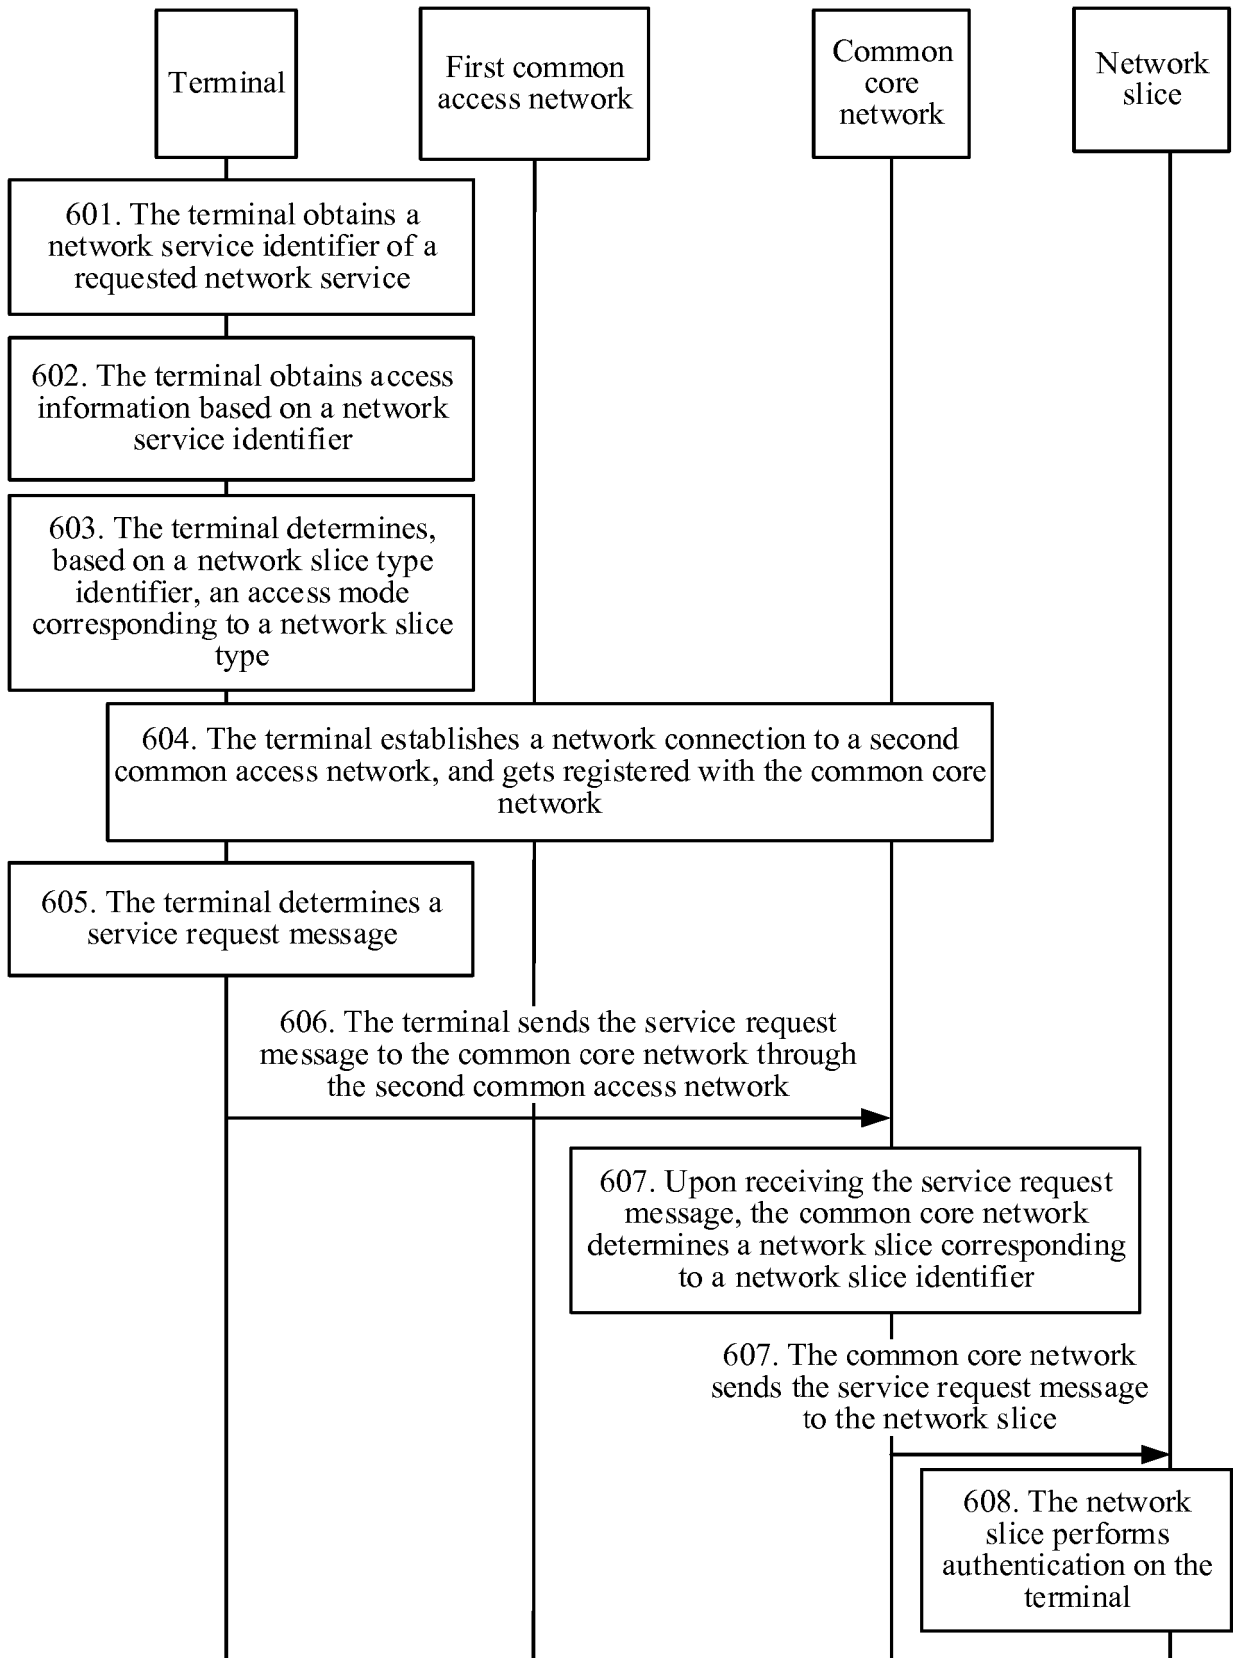 Terminal
First common
access network
Common
core
network
Network
slice
601. The terminal obtains a
network service identifier of a
requested network service
602. The terminal obtains access
information based on a network
service identifier
603. The terminal determines,
based on a network slice type
identifier, an access mode
corresponding to a network slice
type
604. The terminal establishes a network connection to a second
common access network, and gets registered with the common core
network
605. The terminal determines a
service request message
606. The terminal sends the service request
message to the common core network through
the second common access network
607. Upon receiving the service request
message, the common core network
determines a network slice corresponding
to a network slice identifier
607. The common core network
sends the service request message
to the network slice
608. The network
slice performs
authentication on the
terminal